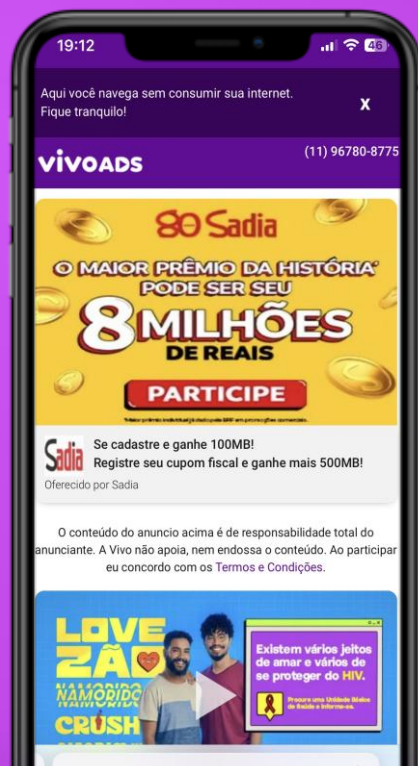 19:12
46
Aqui você navega sem consumir sua internet.
Fique tranquilo!
X
vivoADS
(11) 96780-8775
80 Sadia
O MAIOR PRÊMIO DA HISTÓRIA*
PODE SER SEU
8 MILHÕES
DE REAIS
PARTICIPE
Sadia
Se cadastre e ganhe 100MB!
Registre seu cupom fiscal e ganhe mais 500MB!
Oferecido por Sadia
O conteúdo do anuncio acima é de responsabilidade total do
anunciante. A Vivo não apoia, nem endossa o conteúdo. Ao participar
eu concordo com os Termos e Condições.
LOVE
ZÃO
NAMORIDO
CRUSH
Existem vários jeitos
de amar e vários de
se proteger do HIV.
Procure uma Unidade Básica
de Saúde e informe-se.